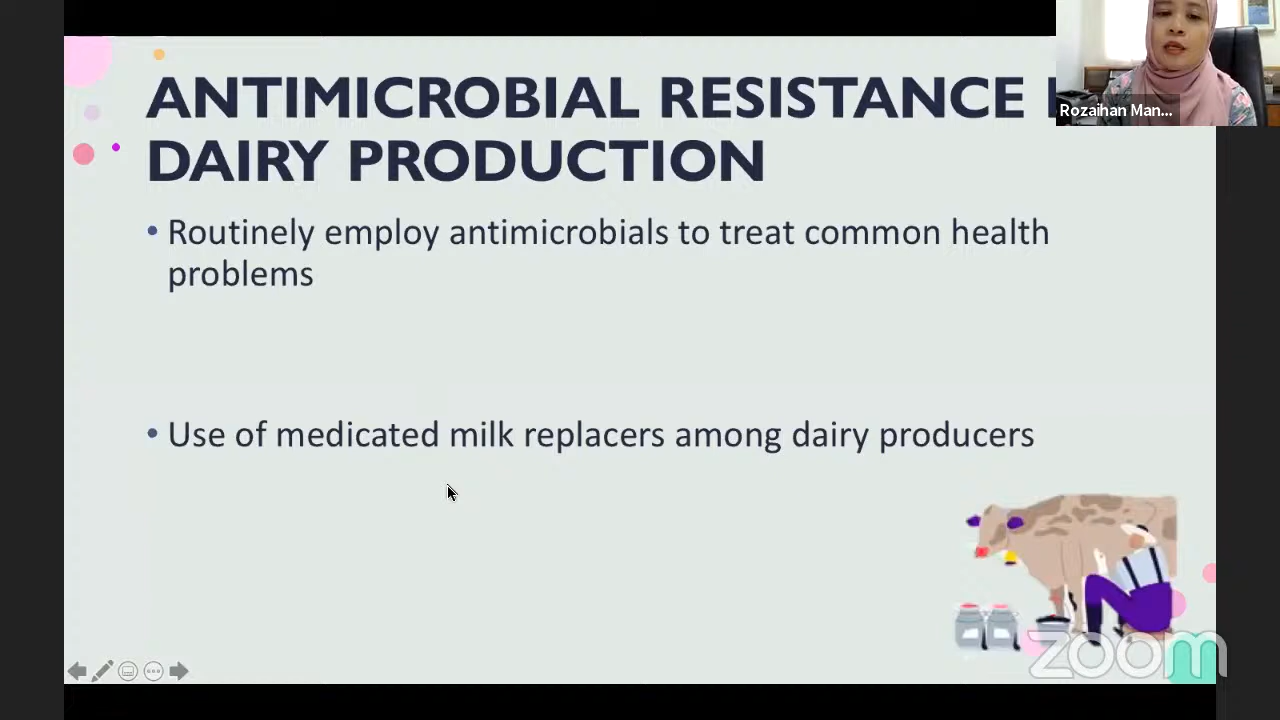 ANTIMICROBIAL RESISTANCE
DAIRY PRODUCTION
• Routinely employ antimicrobials to treat common health
problems
• Use of medicated milk replacers among dairy producers
Rozaihan Man...
zoom